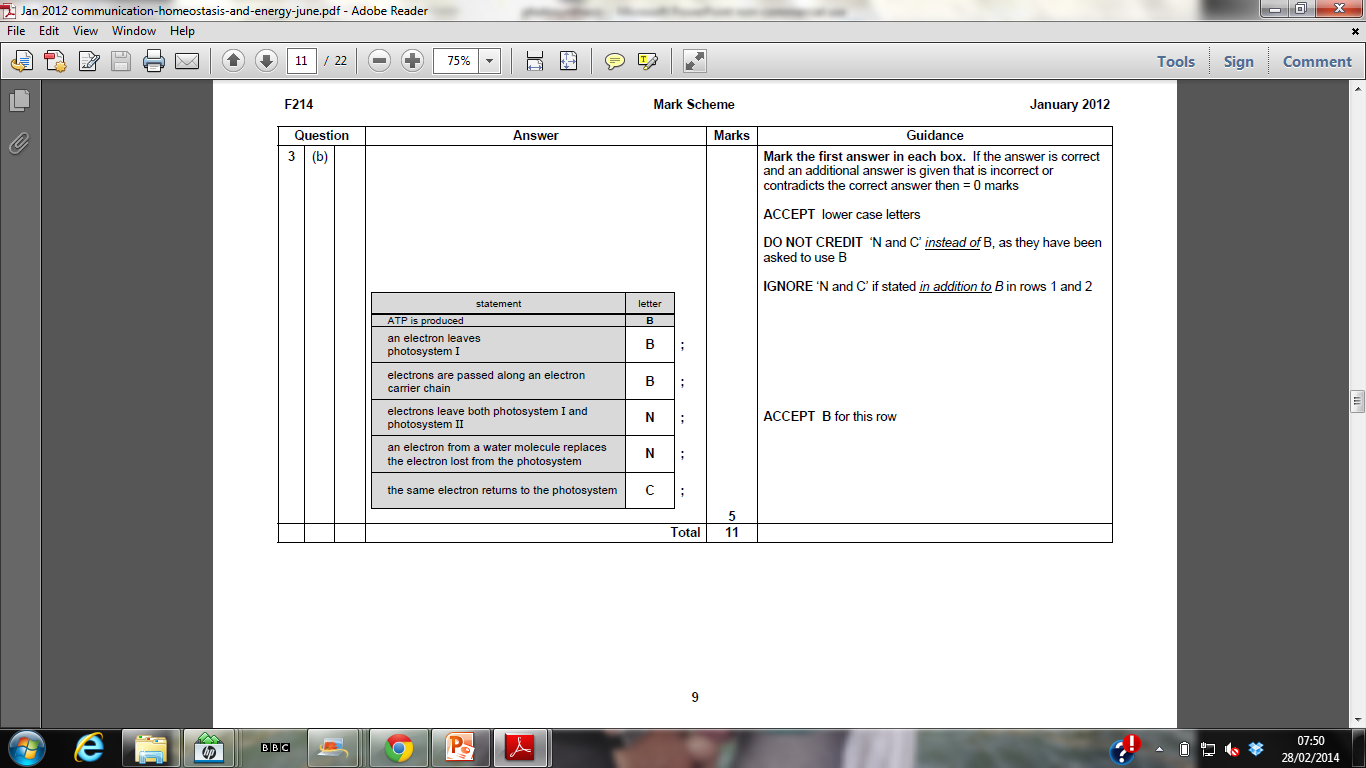 Jan 2012 communication-homeostasis-and-energy-june.pdf - Adobe Reader
File Edit View Window Help
11 / 22 75% Tools Sign Comment
F214 Mark Scheme January 2012
Question Answer Marks Guidance
3 (b)
Mark the first answer in each box. If the answer is correct
and an additional answer is given that is incorrect or
contradicts the correct answer then = 0 marks
ACCEPT lower case letters
DO NOT CREDIT ‘N and C’ instead of B, as they have been
asked to use B
IGNORE ‘N and C’ if stated in addition to B in rows 1 and 2
statement letter
ATP is produced B
an electron leaves
photosystem I B ;
electrons are passed along an electron
carrier chain B ;
electrons leave both photosystem I and
photosystem II N ;
ACCEPT B for this row
an electron from a water molecule replaces
the electron lost from the photosystem N ;
the same electron returns to the photosystem C ;
5
Total 11
9
BBC
hp
07:50
28/02/2014